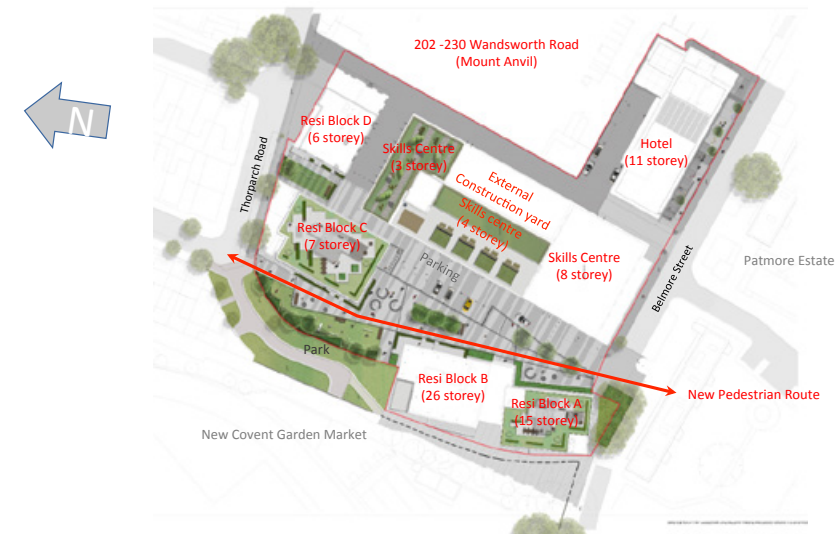 202 -230 Wandsworth Road
(Mount Anvil)
N
Resi Block D
(6 storey)
Skills Centre
(3 storey)
Hotel
(11 storey)
Thorparch Road
External
Construction yard
Skills centre
(4 storey)
Resi Block C
(7 storey)
Parking
Skills Centre
(8 storey)
Patmore Estate
Belmore Street
Park
Resi Block B
(26 storey)
New Pedestrian Route
Resi Block A
(15 storey)
New Covent Garden Market